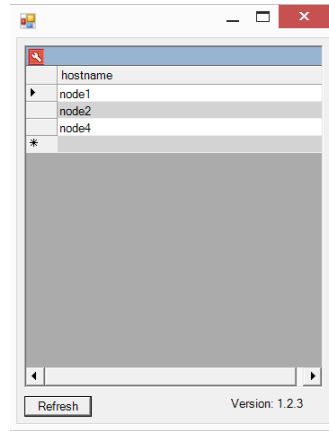 hostname
node1
node2
node4
Refresh
Version: 1.2.3